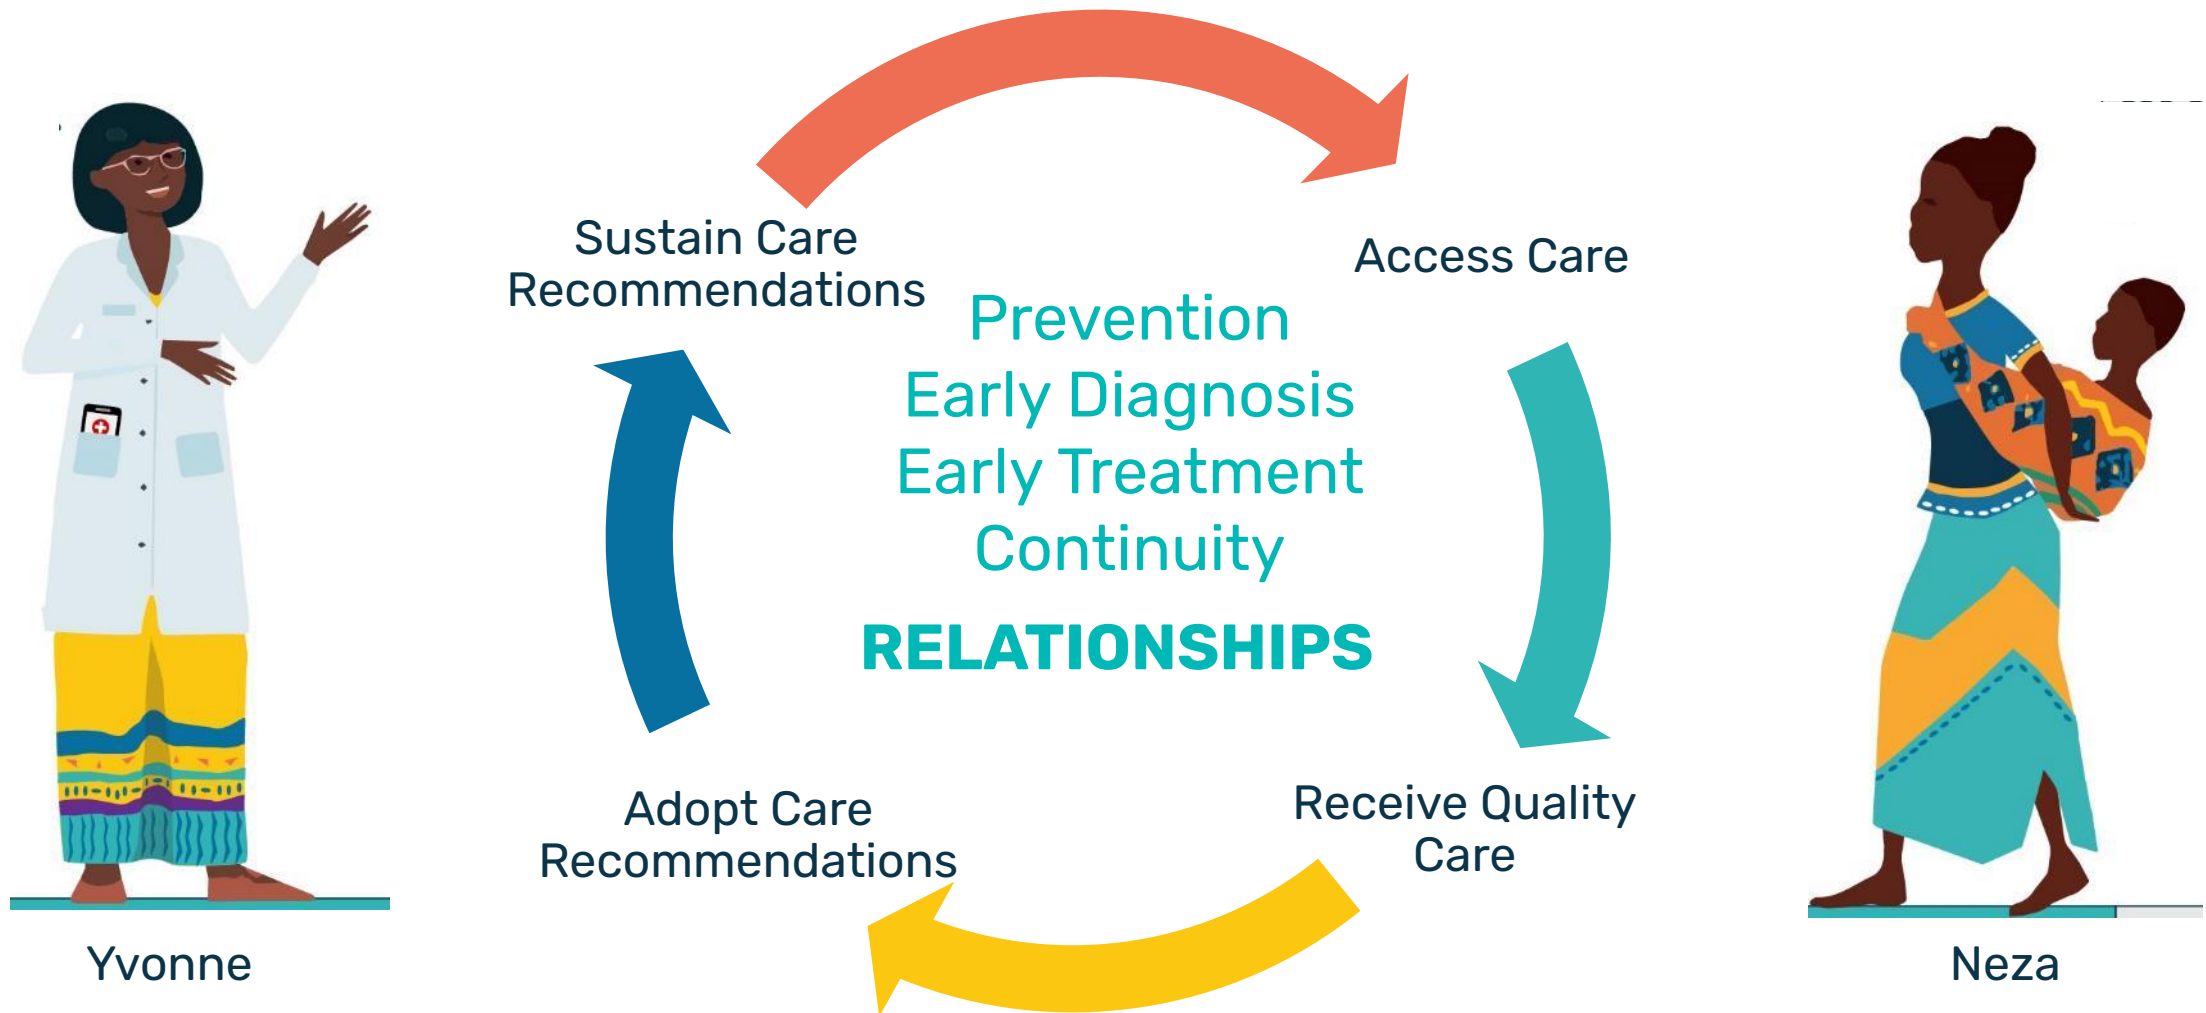 Sustain Care
Recommendations
Access Care
Prevention
Early Diagnosis
Early Treatment
Continuity
RELATIONSHIPS
Adopt Care
Recommendations
Receive Quality
Care
Yvonne
Neza